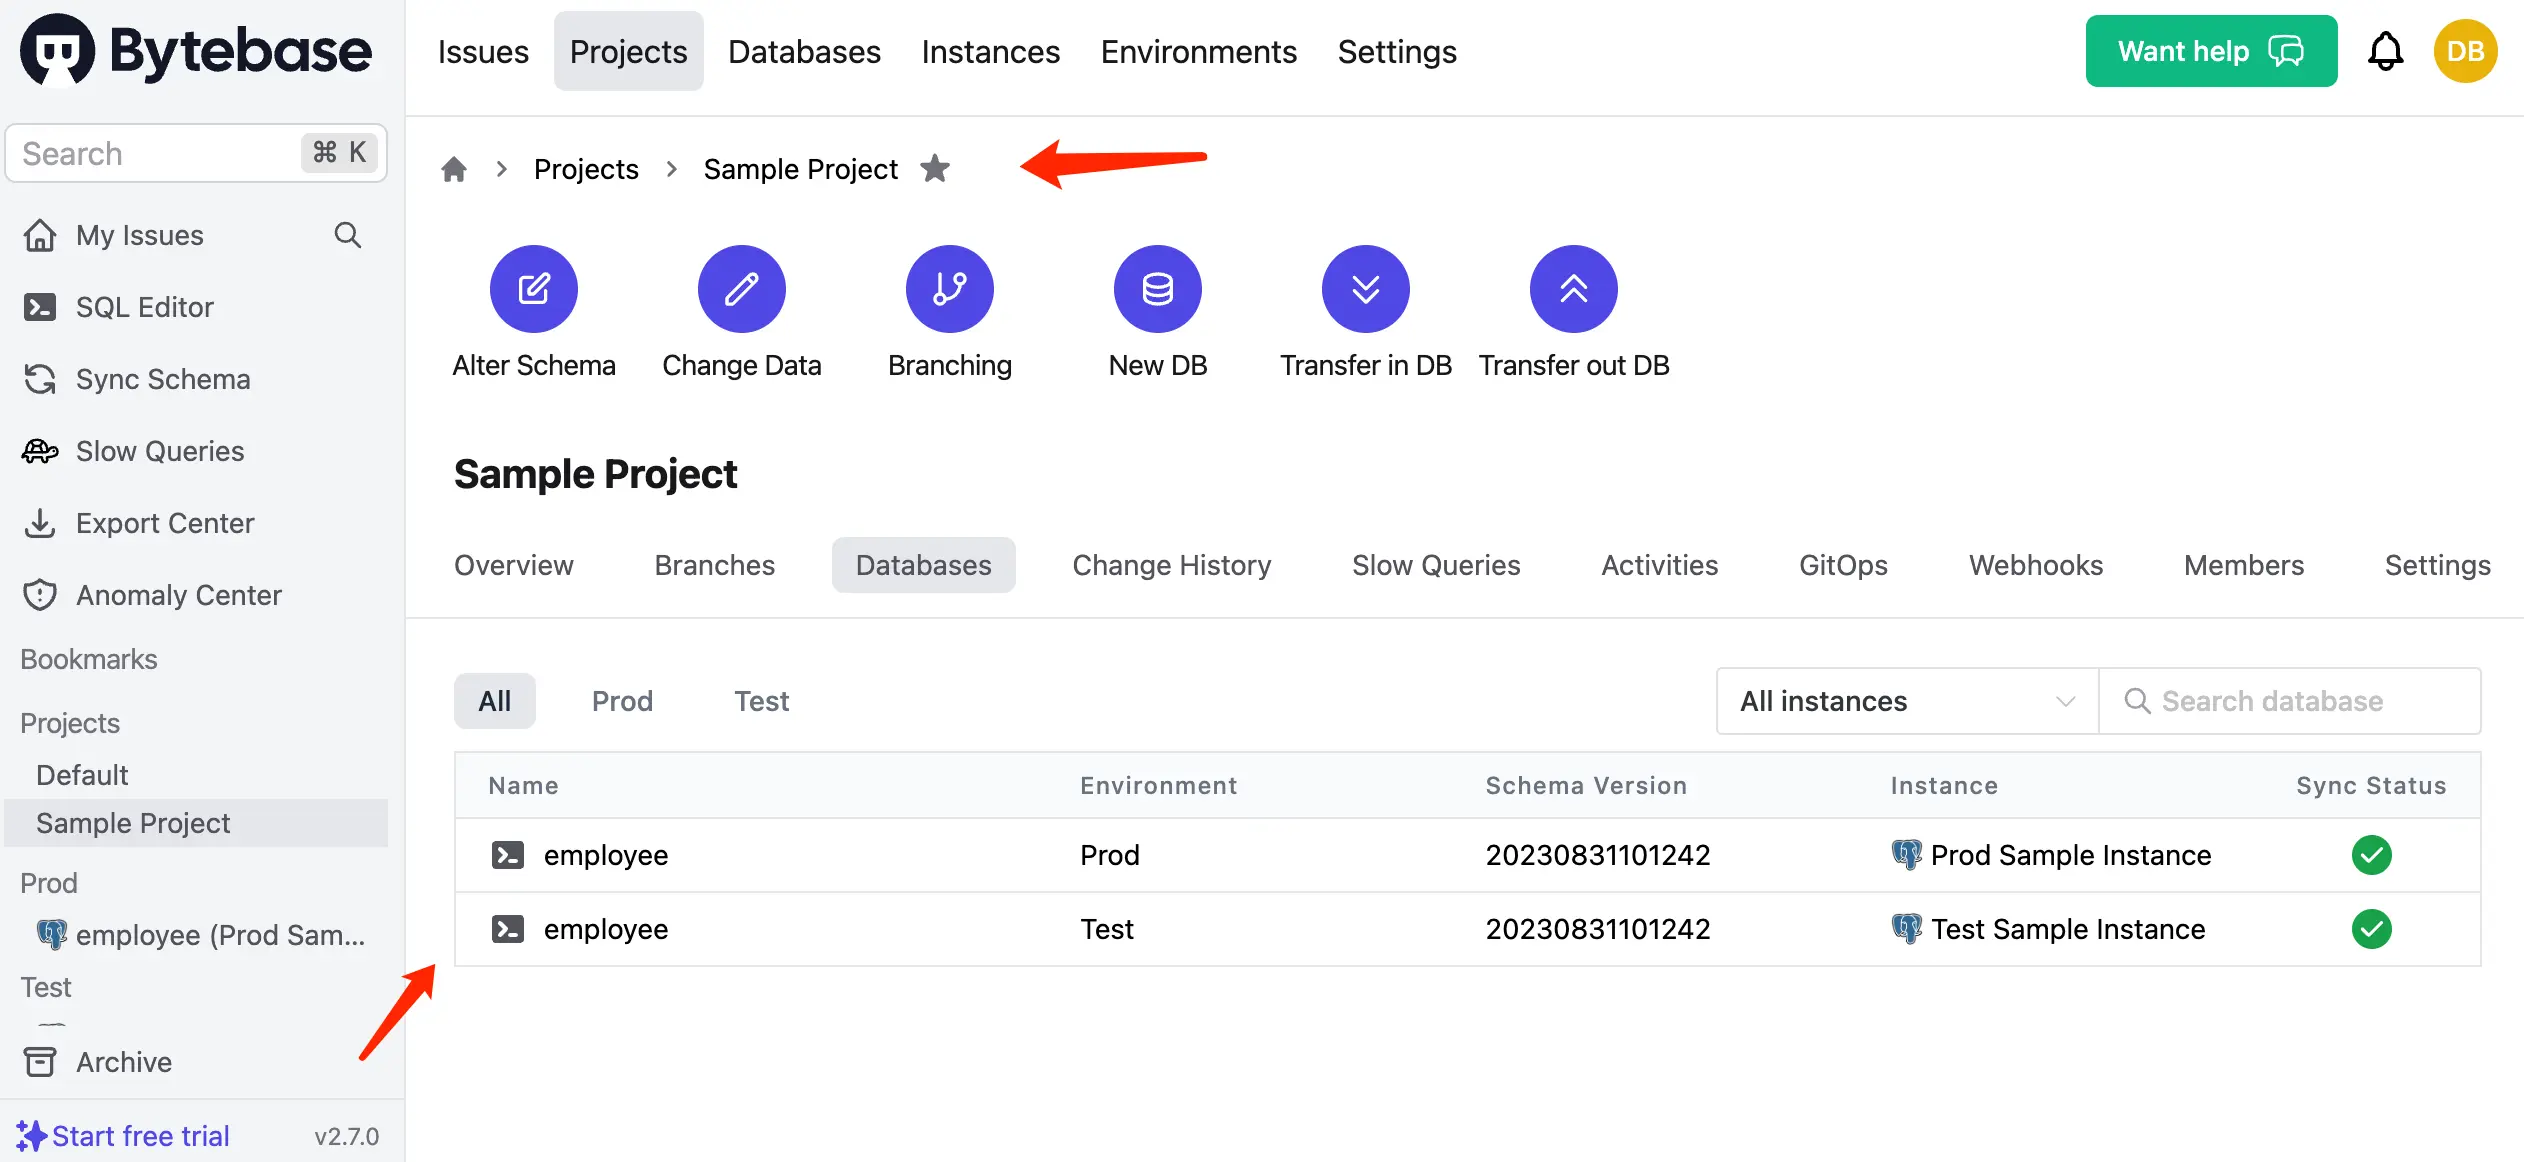 Bytebase
Issues
Projects
Databases
Instances
Environments
Settings
Want help
DB
Search
⌘ K
My Issues
SQL Editor
Sync Schema
Slow Queries
Export Center
Anomaly Center
Bookmarks
Projects
Default
Sample Project
Prod
employee (Prod Sam...
Test
Archive
Start free trial
v2.7.0
Projects > Sample Project
Alter Schema
Change Data
Branching
New DB
Transfer in DB
Transfer out DB
Sample Project
Overview
Branches
Databases
Change History
Slow Queries
Activities
GitOps
Webhooks
Members
Settings
All
Prod
Test
All instances
Search database
Name Environment Schema Version Instance Sync Status
employee Prod 20230831101242 Prod Sample Instance
employee Test 20230831101242 Test Sample Instance